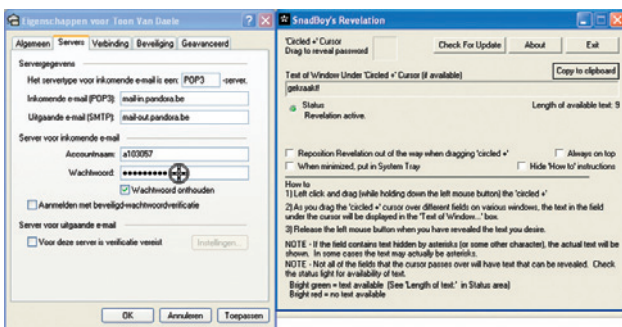 Eigenschappen voor Toon Van Daele
Algemeen Servers Verbinding Beveiliging Geavanceerd
Servergegevens
Het servertype voor inkomende e-mail is een: POP3 -server.
Inkomende e-mail (POP3): mail-in.pandora.be
Uitgaande e-mail (SMTP): mail-out.pandora.be
Server voor inkomende e-mail
Accountnaam: a103057
Wachtwoord: ●●●●●●●●●
Wachtwoord onthouden
Aanmelden met beveiligd-wachtwoordverificatie
Server voor uitgaande e-mail
Voor deze server is verificatie vereist Instellingen...
OK Annuleren Toepassen
SnadBoy's Revelation
'Circled +' Cursor
Drag to reveal password
Check For Update About Exit
Text of Window Under 'Circled +' Cursor (if available)
Copy to clipboard
gekraakt!
Status
Revelation active.
Length of available text: 9
Reposition Revelation out of the way when dragging 'circled +'
Always on top
When minimized, put in System Tray
Hide 'How to' instructions
How to
1) Left click and drag (while holding down the left mouse button) the 'circled +'
2) As you drag the 'circled +' cursor over different fields on various windows, the text in the field
under the cursor will be displayed in the 'Text of Window...' box.
3) Release the left mouse button when you have revealed the text you desire.
NOTE - If the field contains text hidden by asterisks (or some other character), the actual text will be
shown. In some cases the text may actually be asterisks.
NOTE - Not all of the fields that the cursor passes over will have text that can be revealed. Check
the status light for availability of text.
Bright green = text available (See 'Length of text:' in Status area)
Bright red = no text available